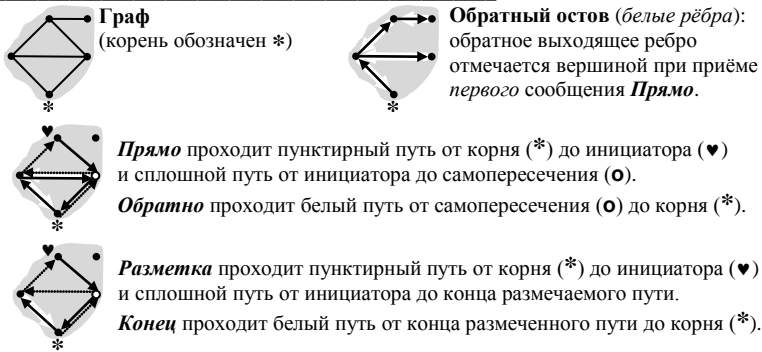 Граф
(корень обозначен *)
*
Обратный остов (белые рёбра):
обратное выходящее ребро
отмечается вершиной при приёме
первого сообщения Прямо.
*
♥
*
Прямо проходит пунктирный путь от корня (*) до инициатора (♥)
и сплошной путь от инициатора до самопересечения (o).
Обратно проходит белый путь от самопересечения (o) до корня (*).
♥
*
Разметка проходит пунктирный путь от корня (*) до инициатора (♥)
и сплошной путь от инициатора до конца размечаемого пути.
Конец проходит белый путь от конца размеченного пути до корня (*).